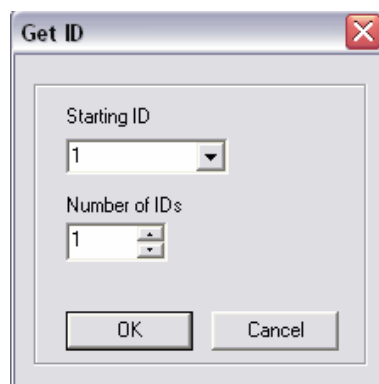 Get ID
Starting ID
1
Number of IDs
1
OK Cancel